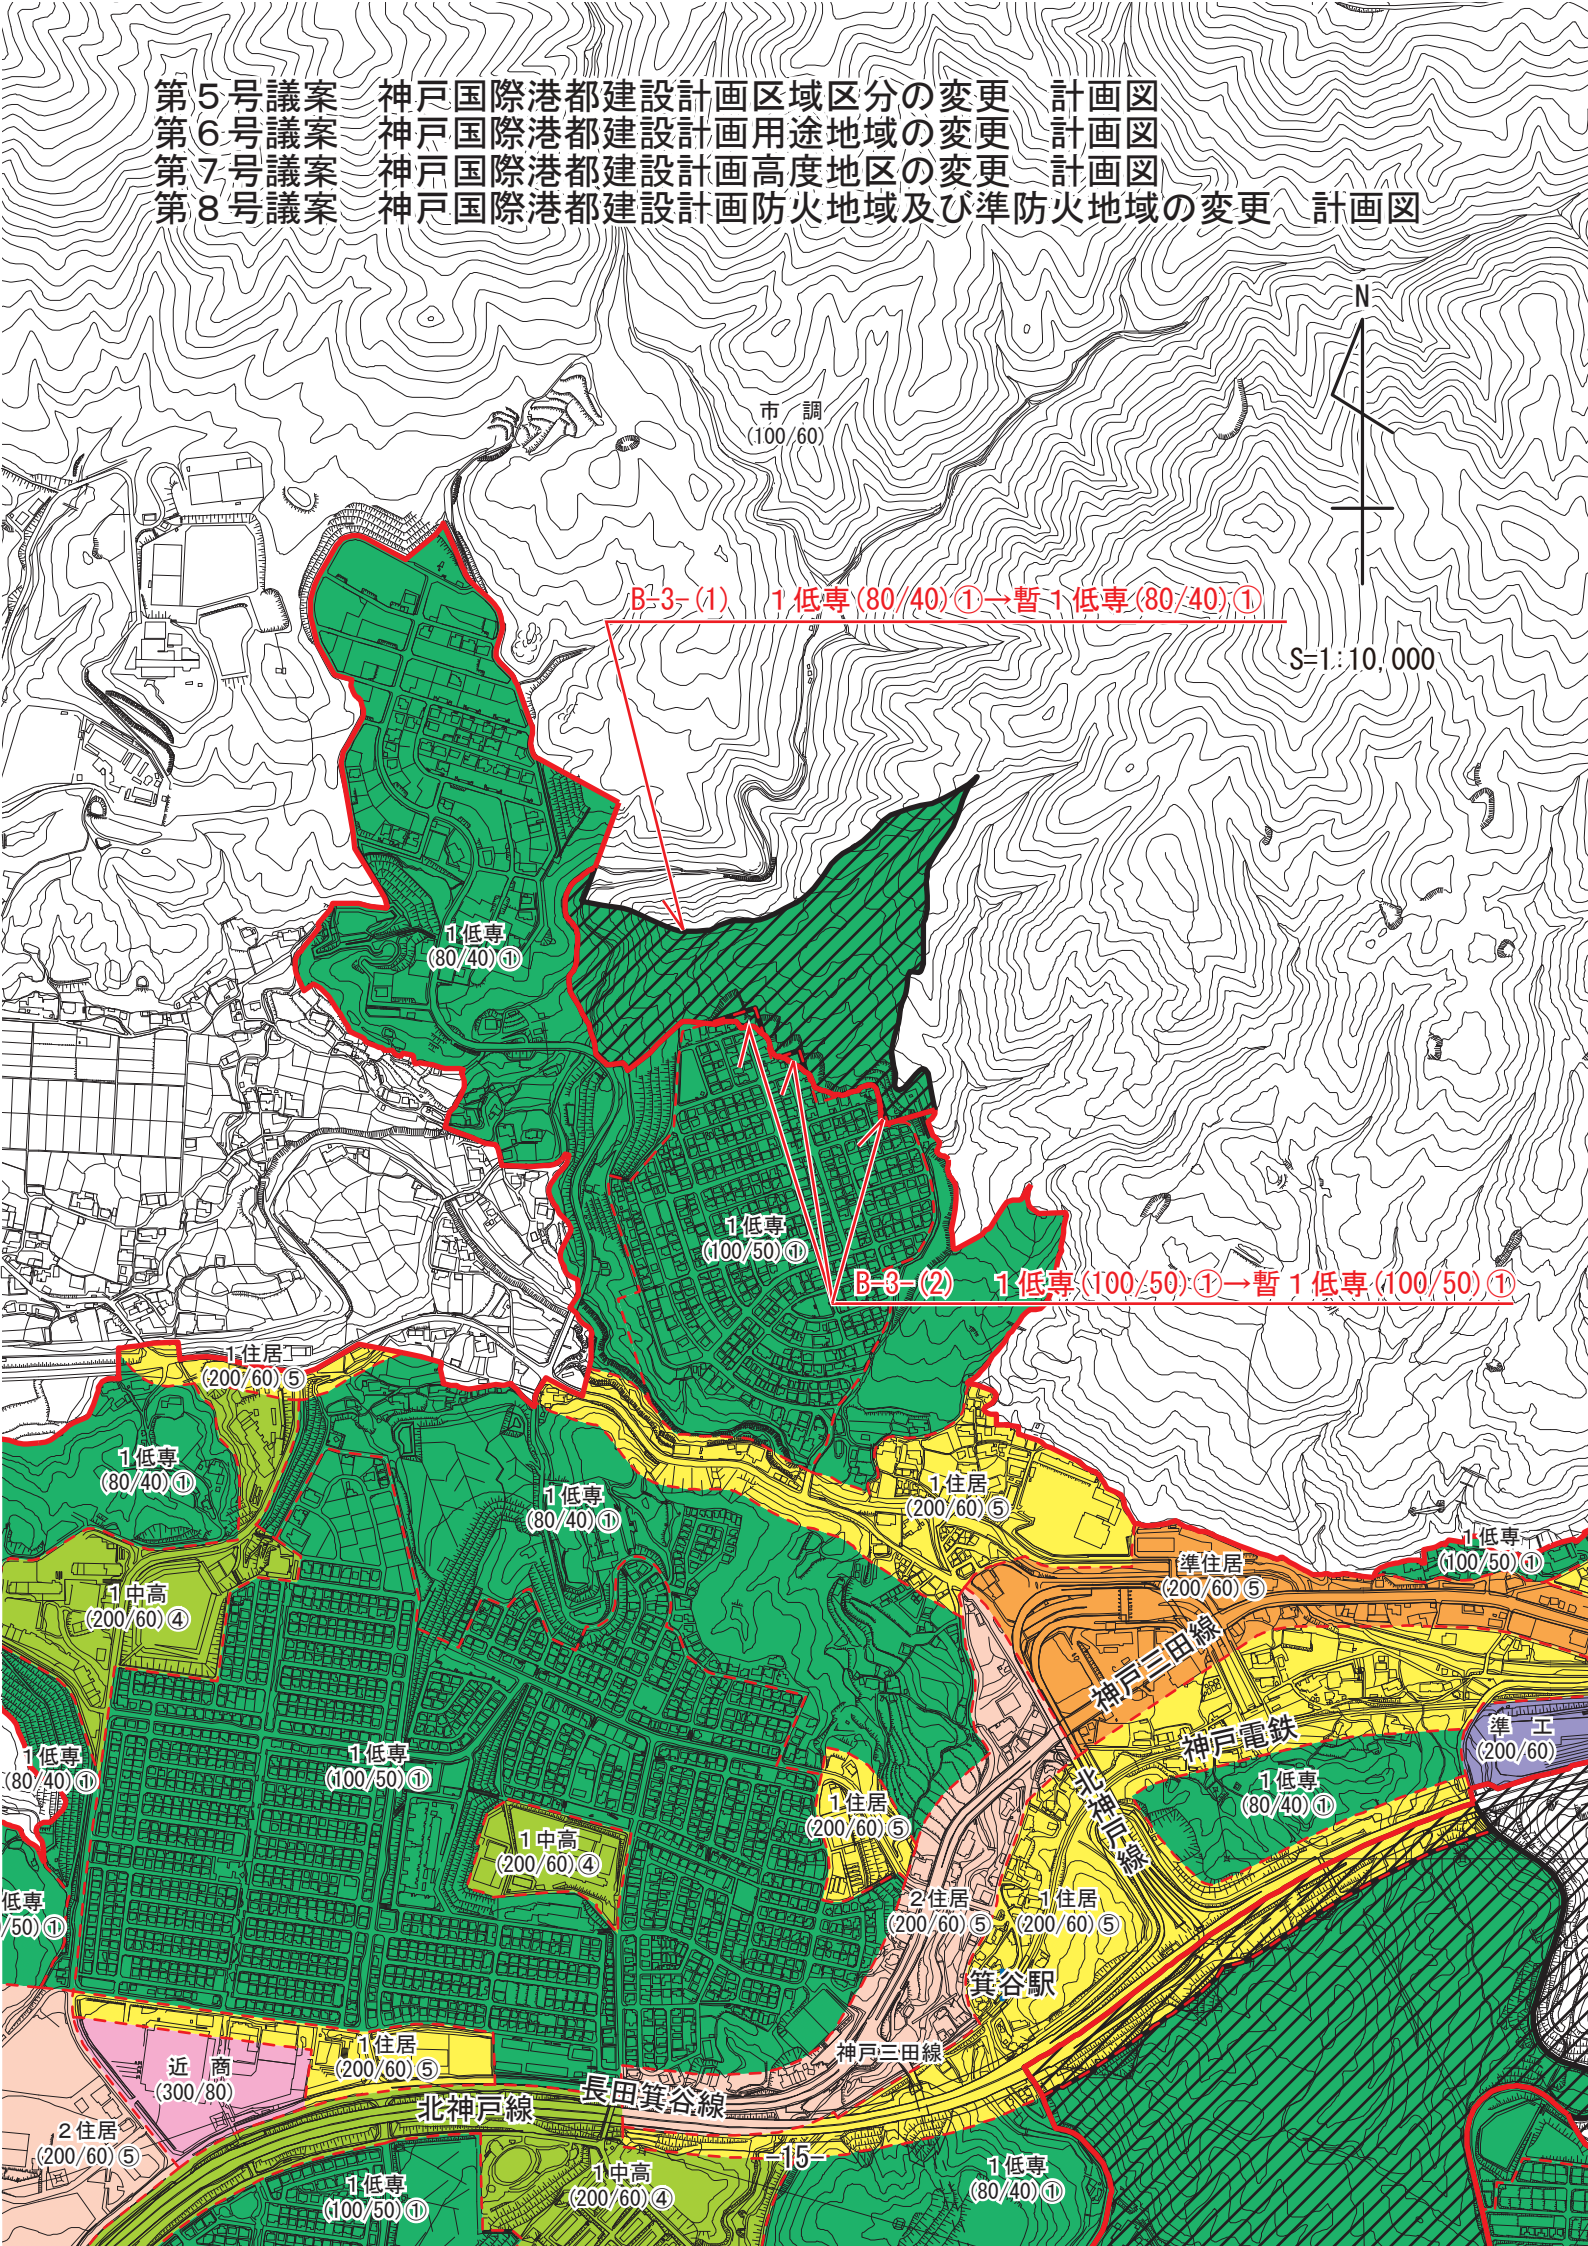 第５号議案　神戸国際港都建設計画区域区分の変更　計画図
第６号議案　神戸国際港都建設計画用途地域の変更　計画図
第７号議案　神戸国際港都建設計画高度地区の変更　計画図
第８号議案　神戸国際港都建設計画防火地域及び準防火地域の変更　計画図
N
市　調
(100/60)
B-3-(1)　１低専(80/40)①→暫１低専(80/40)①
S=1:10,000
１低専
(80/40)①
１低専
(100/50)①
B-3-(2)　１低専(100/50)①→暫１低専(100/50)①
１住居
(200/60)⑤
１低専
(80/40)①
１低専
(80/40)①
１住居
(200/60)⑤
１低専
(100/50)①
準住居
(200/60)⑤
１中高
(200/60)④
神戸三田線
神戸電鉄
準　工
(200/60)
１低専
(80/40)①
１低専
(100/50)①
北神戸線
１低専
(80/40)①
１住居
(200/60)⑤
１中高
(200/60)④
低専
/50)①
２住居
(200/60)⑤
１住居
(200/60)⑤
箕谷駅
神戸三田線
１住居
(200/60)⑤
近　商
(300/80)
北神戸線
長田箕谷線
２住居
(200/60)⑤
-15-
１低専
(100/50)①
１中高
(200/60)④
１低専
(80/40)①